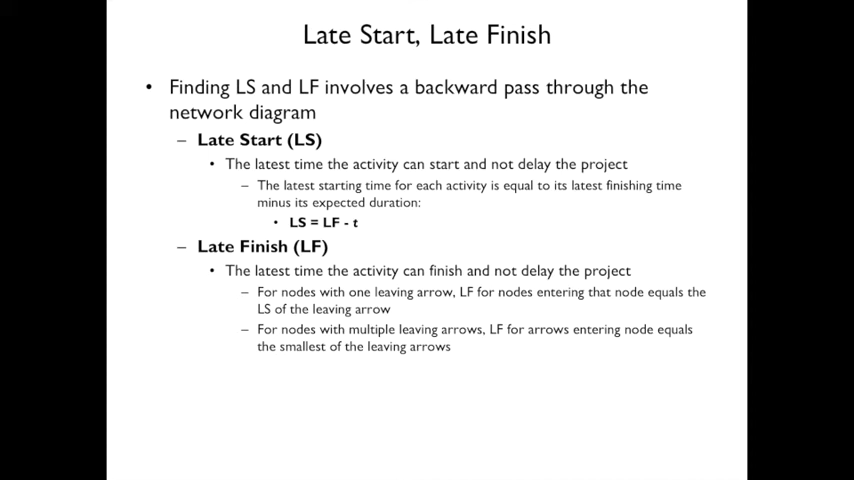 Late Start, Late Finish
• Finding LS and LF involves a backward pass through the
network diagram
– Late Start (LS)
• The latest time the activity can start and not delay the project
– The latest starting time for each activity is equal to its latest finishing time
minus its expected duration:
• LS = LF - t
– Late Finish (LF)
• The latest time the activity can finish and not delay the project
– For nodes with one leaving arrow, LF for nodes entering that node equals the
LS of the leaving arrow
– For nodes with multiple leaving arrows, LF for arrows entering node equals
the smallest of the leaving arrows